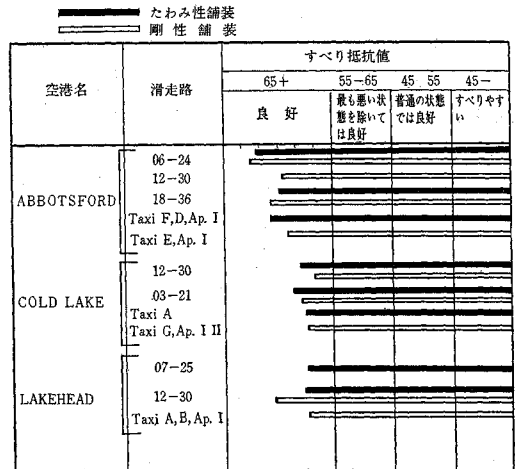 たわみ性舗装
剛性舗装
空港名
滑走路
すべり抵抗値
65+
55-65
45 55
45-
良好
最も悪い状
態を除いて
は良好
普通の状態
では良好
すべりやす
い
ABBOTSFORD
06-24
12-30
18-36
Taxi F,D,Ap. I
Taxi E,Ap. I
COLD LAKE
12-30
03-21
Taxi A
Taxi G,Ap. I II
LAKEHEAD
07-25
12-30
Taxi A,B,Ap. I